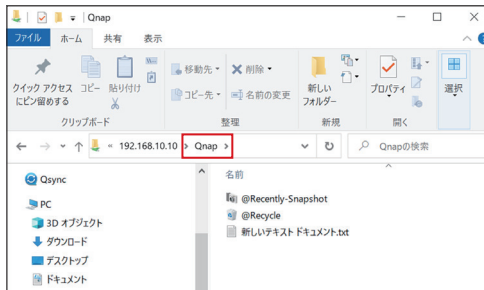 Qnap
ファイル ホーム 共有 表示
クイック アクセス
にピン留めする
コピー
貼り付け
移動先
コピー先
削除
名前の変更
新しい
フォルダー
プロパティ
選択
クリップボード 整理 新規 開く
« 192.168.10.10 › Qnap ›
Qnapの検索
Qsync
PC
3D オブジェクト
ダウンロード
デスクトップ
ドキュメント
名前
@Recently-Snapshot
@Recycle
新しいテキスト ドキュメント.txt